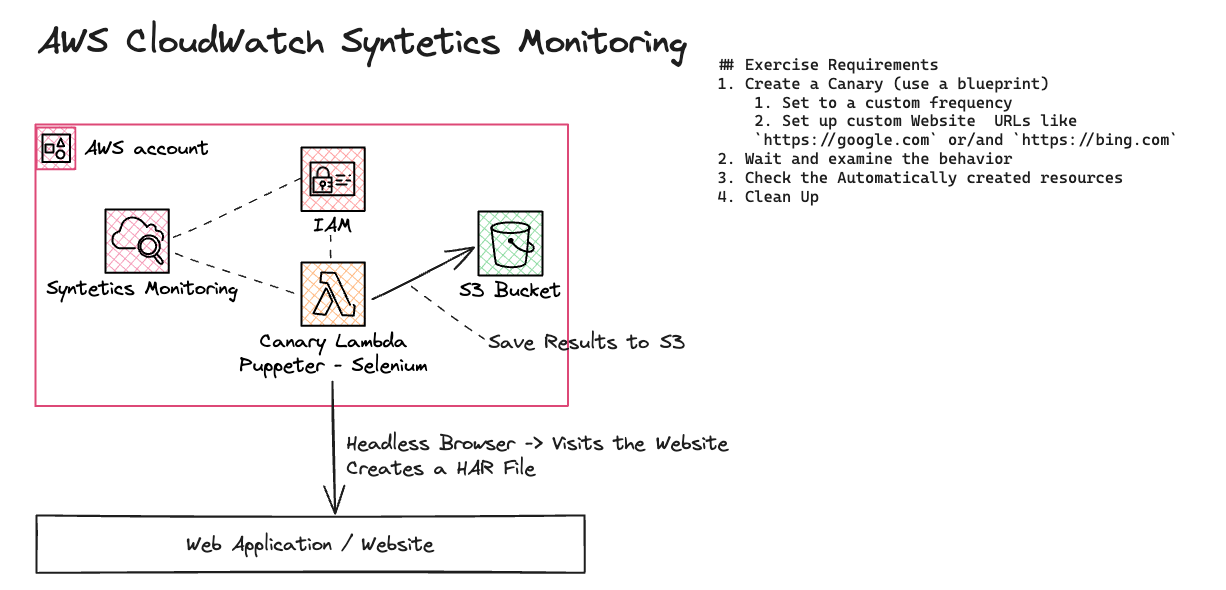 AWS CloudWatch Syntetics Monitoring
## Exercise Requirements
1. Create a Canary (use a blueprint)
1. Set to a custom frequency
2. Set up custom Website  URLs like
`https://google.com` or/and `https://bing.com`
2. Wait and examine the behavior
3. Check the Automatically created resources
4. Clean Up
AWS account
IAM
Syntetics Monitoring
S3 Bucket
Canary Lambda
Puppeter - Selenium
Save Results to S3
Headless Browser -> Visits the Website
Creates a HAR File
Web Application / Website